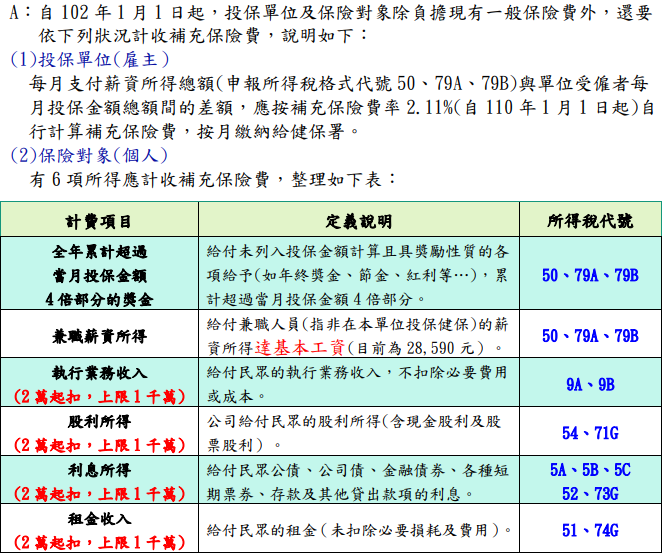 A：自 102 年 1 月 1 日起，投保單位及保險對象除負擔現有一般保險費外，還要
依下列狀況計收補充保險費，說明如下：
(1)投保單位(雇主)
每月支付薪資所得總額(申報所得稅格式代號 50、79A、79B)與單位受僱者每
月投保金額總額間的差額，應按補充保險費率 2.11%(自 110 年 1 月 1 日起)自
行計算補充保險費，按月繳納給健保署。
(2)保險對象(個人)
有 6 項所得應計收補充保險費，整理如下表：
計費項目 定義說明 所得稅代號
全年累計超過
當月投保金額
4 倍部分的獎金
給付未列入投保金額計算且具獎勵性質的各
項給予(如年終獎金、節金、紅利等…)，累
計超過當月投保金額 4 倍部分。
50、79A、79B
兼職薪資所得
給付兼職人員(指非在本單位投保健保)的薪
資所得達基本工資(目前為 28,590 元）。
50、79A、79B
執行業務收入
(2 萬起扣，上限 1 千萬)
給付民眾的執行業務收入，不扣除必要費用
或成本。
9A、9B
股利所得
(2 萬起扣，上限 1 千萬)
公司給付民眾的股利所得(含現金股利及股
票股利）。
54、71G
利息所得
(2 萬起扣，上限 1 千萬)
給付民眾公債、公司債、金融債券、各種短
期票券、存款及其他貸出款項的利息。
5A、5B、5C
52、73G
租金收入
(2 萬起扣，上限 1 千萬)
給付民眾的租金（未扣除必要損耗及費用）。
51、74G